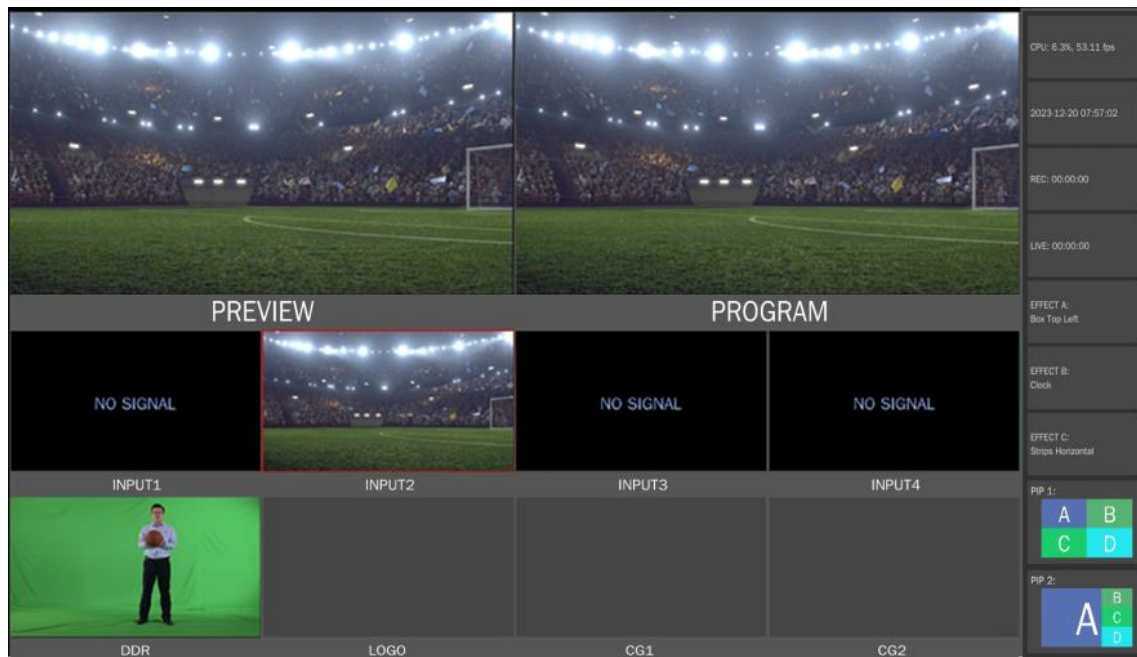 PREVIEW
PROGRAM
NO SIGNAL
NO SIGNAL
NO SIGNAL
INPUT1
INPUT2
INPUT3
INPUT4
DDR
LOGO
CG1
CG2
CPU: 6.3%, 53.11 fps
2023-12-20 07:57:02
REC: 00:00:00
LIVE: 00:00:00
EFFECT A:
Box Top Left
EFFECT B:
Clock
EFFECT C:
Strips Horizontal
PIP 1:
A B
C D
PIP 2:
A
B
C
D